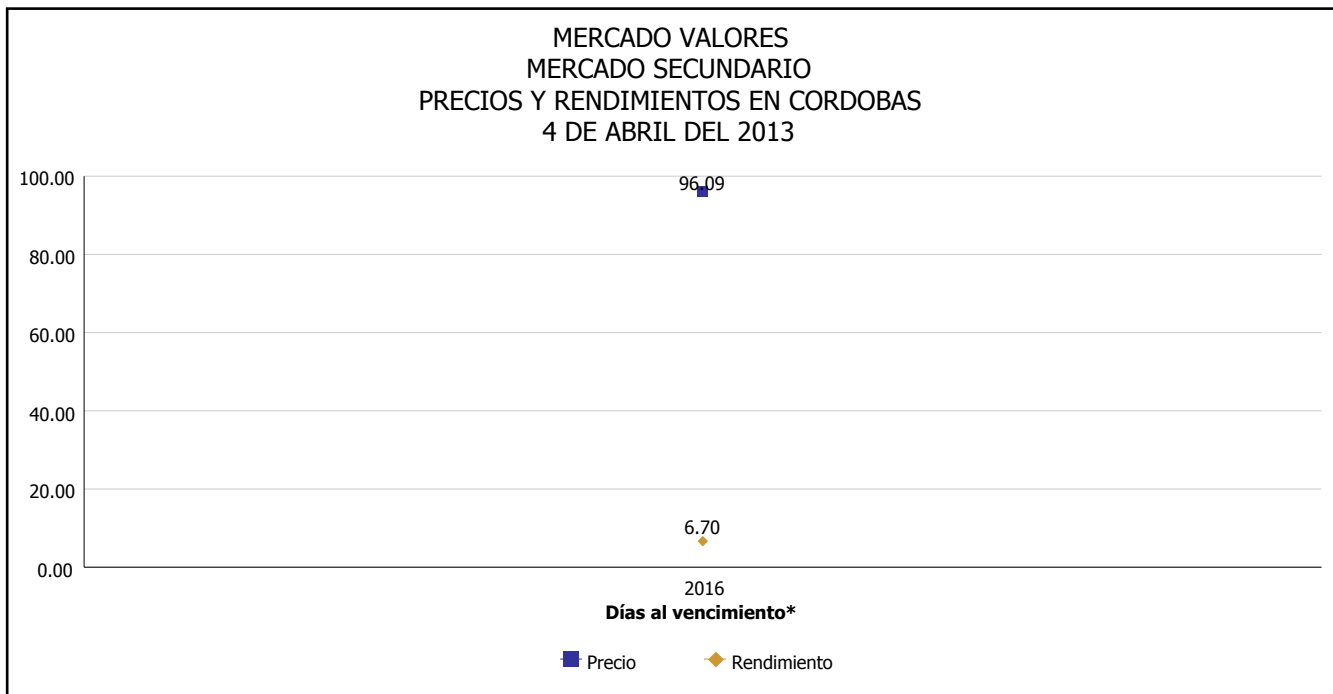 MERCADO VALORES
MERCADO SECUNDARIO
PRECIOS Y RENDIMIENTOS EN CORDOBAS
4 DE ABRIL DEL 2013
100.00
96.09
80.00
60.00
40.00
20.00
6.70
0.00
2016
Días al vencimiento*
Precio Rendimiento